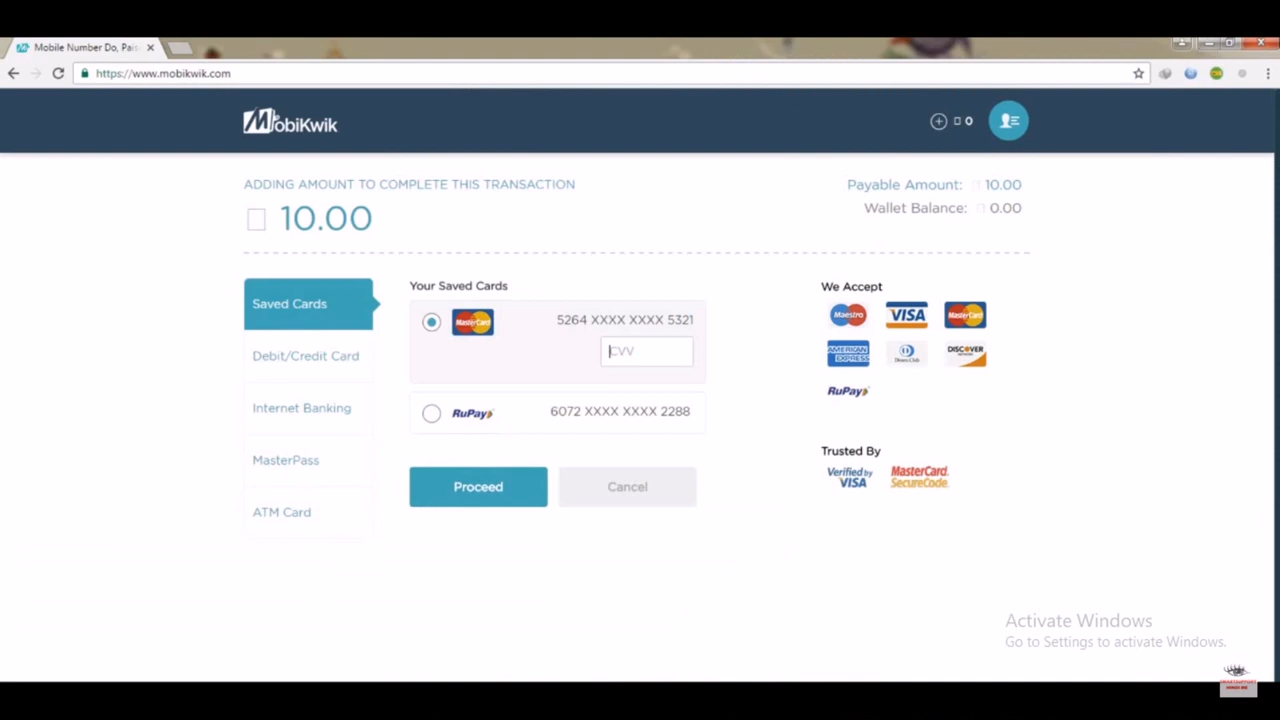 Mobile Number Do, Pais
https://www.mobikwik.com
MobiKwik
0
ADDING AMOUNT TO COMPLETE THIS TRANSACTION
10.00
Payable Amount: 10.00
Wallet Balance: 0.00
Saved Cards
Debit/Credit Card
Internet Banking
MasterPass
ATM Card
Your Saved Cards
MasterCard
5264 XXXX XXXX 5321
CVV
RuPay
6072 XXXX XXXX 2288
Proceed
Cancel
We Accept
Maestro
VISA
MasterCard
AMERICAN EXPRESS
Diners Club
DISCOVER
RuPay
Trusted By
Verified by
VISA
MasterCard.
SecureCode.
Activate Windows
Go to Settings to activate Windows.